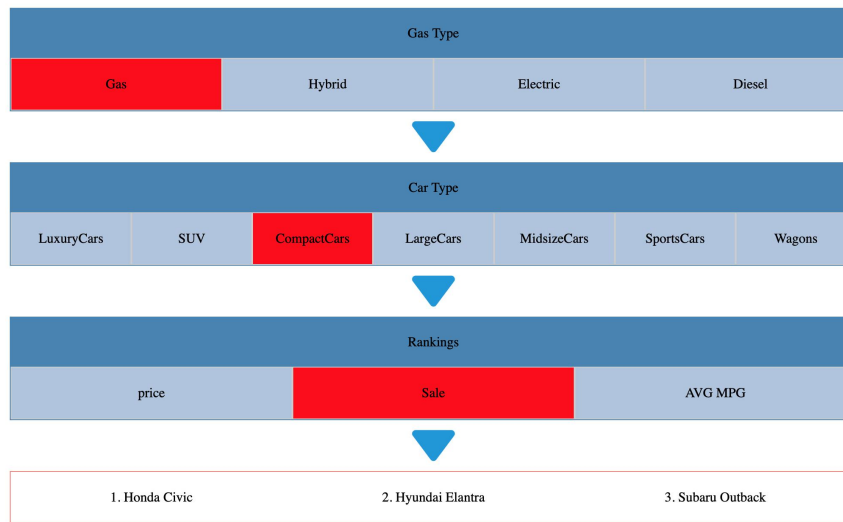 Gas Type
Gas Hybrid Electric Diesel
Car Type
LuxuryCars SUV CompactCars LargeCars MidsizeCars SportsCars Wagons
Rankings
price Sale AVG MPG
1. Honda Civic 2. Hyundai Elantra 3. Subaru Outback